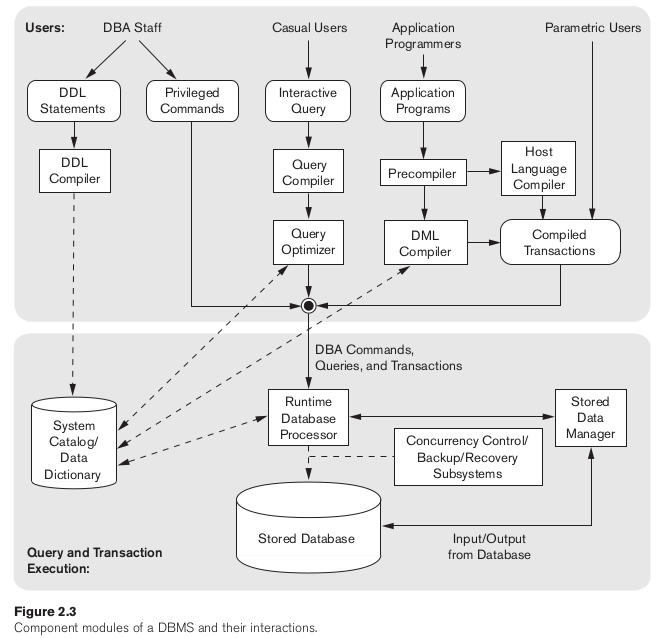 Users:
DBA Staff
Casual Users
Application
Programmers
Parametric Users
DDL
Statements
Privileged
Commands
Interactive
Query
Application
Programs
DDL
Compiler
Query
Compiler
Precompiler
Host
Language
Compiler
Query
Optimizer
DML
Compiler
Compiled
Transactions
DBA Commands,
Queries, and Transactions
System
Catalog/
Data
Dictionary
Runtime
Database
Processor
Stored
Data
Manager
Concurrency Control/
Backup/Recovery
Subsystems
Stored Database
Input/Output
from Database
Query and Transaction
Execution:
Figure 2.3
Component modules of a DBMS and their interactions.